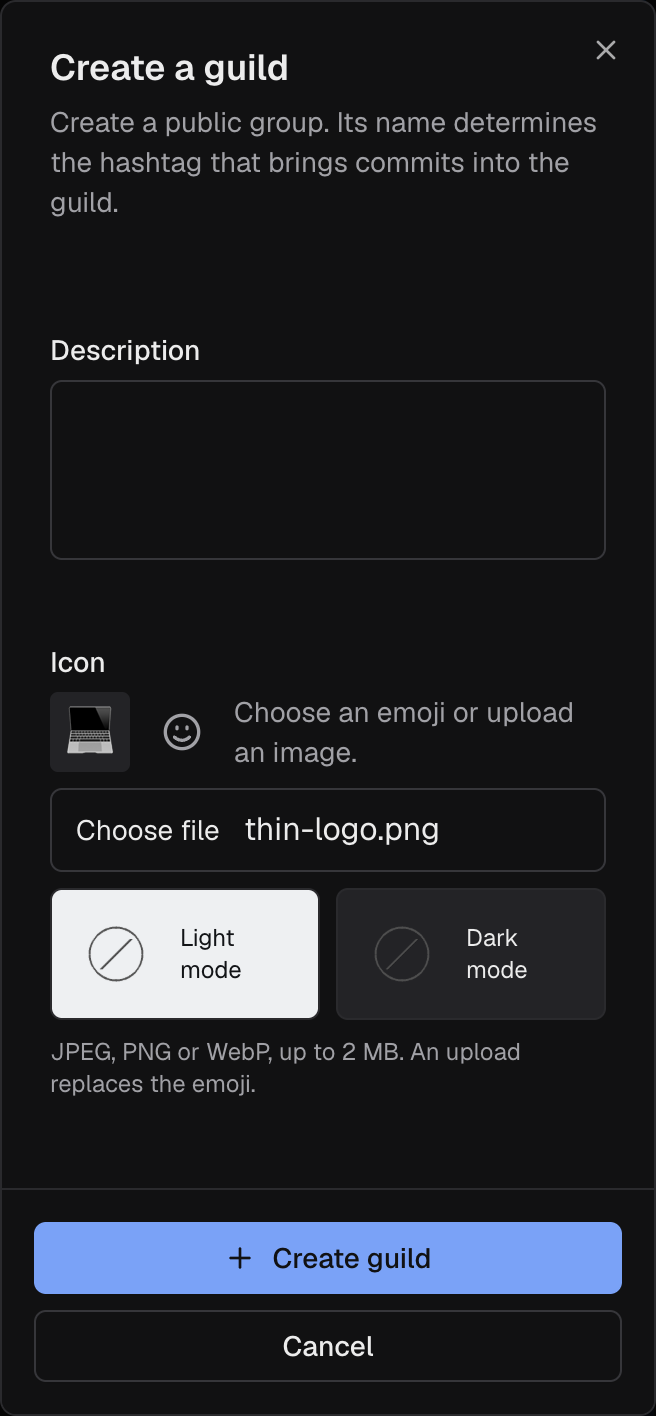 Create a guild
Create a public group. Its name determines
the hashtag that brings commits into the
guild.
Description
Icon
Choose an emoji or upload
an image.
Choose file thin-logo.png
Light
mode
Dark
mode
JPEG, PNG or WebP, up to 2 MB. An upload
replaces the emoji.
Create guild
Cancel